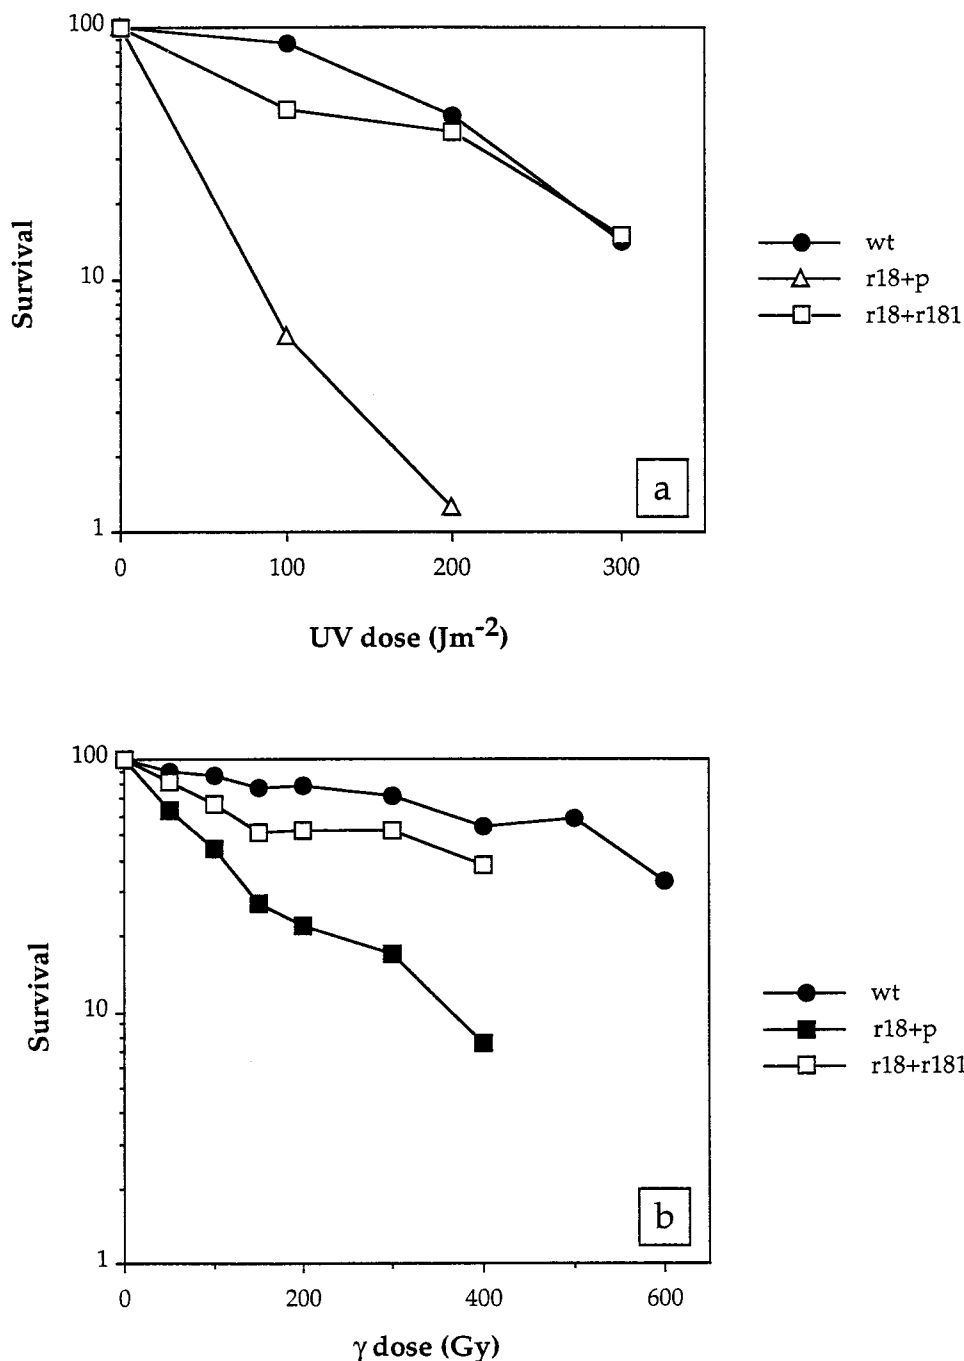 100
10
1
Survival
0 100 200 300
UV dose (Jm⁻²)
wt
r18+p
r18+r181
a
100
10
1
Survival
0 200 400 600
γ dose (Gy)
wt
r18+p
r18+r181
b